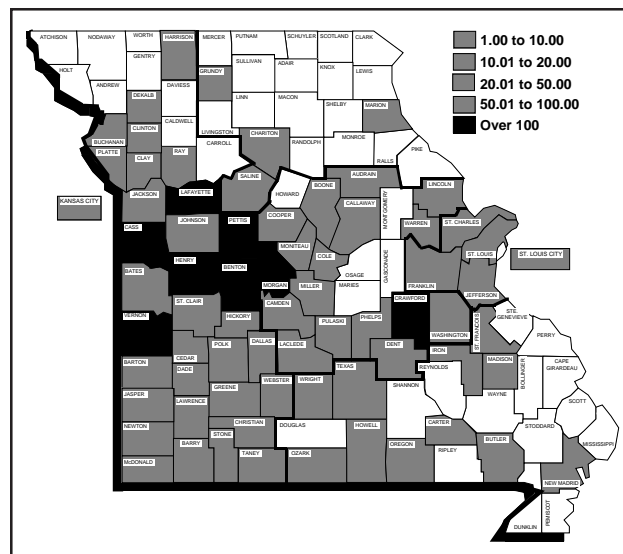 1.00 to 10.00
10.01 to 20.00
20.01 to 50.00
50.01 to 100.00
Over 100
ATCHISON
NODAWAY
WORTH
HARRISON
MERCER
PUTNAM
SCHUYLER
SCOTLAND
CLARK
GENTRY
SULLIVAN
ADAIR
KNOX
LEWIS
HOLT
ANDREW
DAVIESS
GRUNDY
DEKALB
LINN
MACON
SHELBY
MARION
BUCHANAN
CLINTON
CALDWELL
LIVINGSTON
CHARITON
RANDOLPH
MONROE
RALLS
PIKE
PLATTE
CLAY
RAY
CARROLL
SALINE
HOWARD
BOONE
AUDRAIN
MONTGOMERY
LINCOLN
KANSAS CITY
JACKSON
LAFAYETTE
COOPER
CALLAWAY
WARREN
ST. CHARLES
CASS
JOHNSON
PETTIS
MONITEAU
COLE
OSAGE
GASCONADE
ST. LOUIS
ST. LOUIS CITY
BATES
HENRY
BENTON
MORGAN
MILLER
MARIES
FRANKLIN
JEFFERSON
VERNON
ST. CLAIR
HICKORY
CAMDEN
PULASKI
PHELPS
CRAWFORD
WASHINGTON
ST. FRANCOIS
STE.
GENEVIEVE
PERRY
BARTON
CEDAR
POLK
DALLAS
LACLEDE
DENT
IRON
MADISON
BOLLINGER
CAPE
GIRARDEAU
DADE
JASPER
GREENE
WEBSTER
WRIGHT
TEXAS
SHANNON
REYNOLDS
WAYNE
SCOTT
NEWTON
LAWRENCE
CHRISTIAN
DOUGLAS
HOWELL
CARTER
STODDARD
MISSISSIPPI
McDONALD
BARRY
STONE
TANEY
OZARK
OREGON
RIPLEY
BUTLER
NEW MADRID
DUNKLIN
PEMISCOT